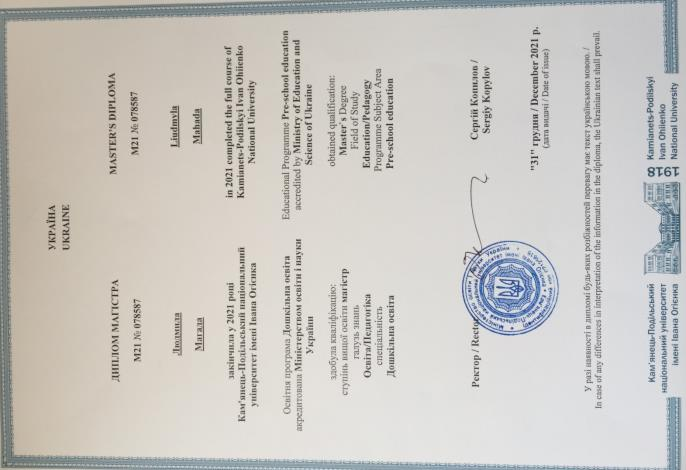 УКРАЇНА
UKRAINE
ДИПЛОМ МАГІСТРА
M21 № 078587
Людмила
Магада
закінчила у 2021 році
Кам'янець-Подільський національний
університет імені Івана Огієнка
Освітня програма Дошкільна освіта
акредитована Міністерством освіти і науки
України
здобула кваліфікацію:
ступінь вищої освіти магістр
галузь знань
Освіта/Педагогіка
спеціальність
Дошкільна освіта
MASTER'S DIPLOMA
M21 № 078587
Liudmyla
Mahada
in 2021 completed the full course of
Kamianets-Podilskyi Ivan Ohiienko
National University
Educational Programme Pre-school education
accredited by Ministry of Education and
Science of Ukraine
obtained qualification:
Master's Degree
Field of Study
Education/Pedagogy
Programme Subject Area
Pre-school education
Ректор / Rector
Сергій Копилов /
Sergiy Kopylov
"31" грудня / December 2021 р.
(дата видачі / Date of issue)
У разі наявності в дипломі будь-яких розбіжностей перевагу має текст українською мовою. /
In case of any differences in interpretation of the information in the diploma, the Ukrainian text shall prevail.
Кам'янець-Подільський
національний університет
імені Івана Огієнка
1918
Kamianets-Podilskyi
Ivan Ohiienko
National University